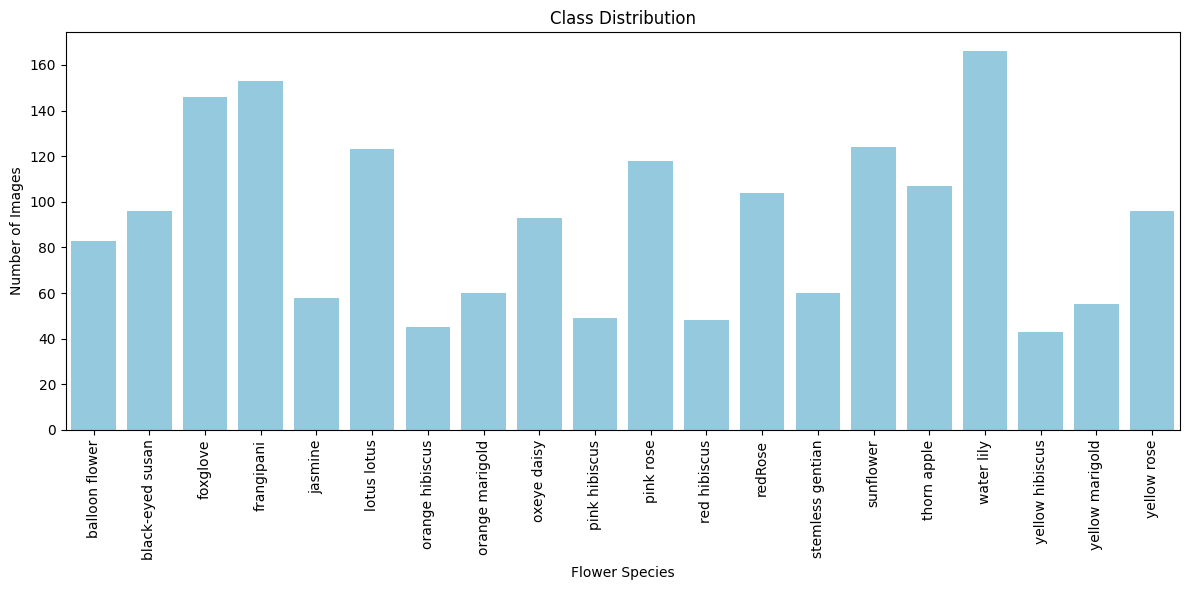 Class Distribution
Number of Images
160
140
120
100
80
60
40
20
0
balloon flower
black-eyed susan
foxglove
frangipani
jasmine
lotus lotus
orange hibiscus
orange marigold
oxeye daisy
pink hibiscus
pink rose
red hibiscus
redRose
stemless gentian
sunflower
thorn apple
water lily
yellow hibiscus
yellow marigold
yellow rose
Flower Species